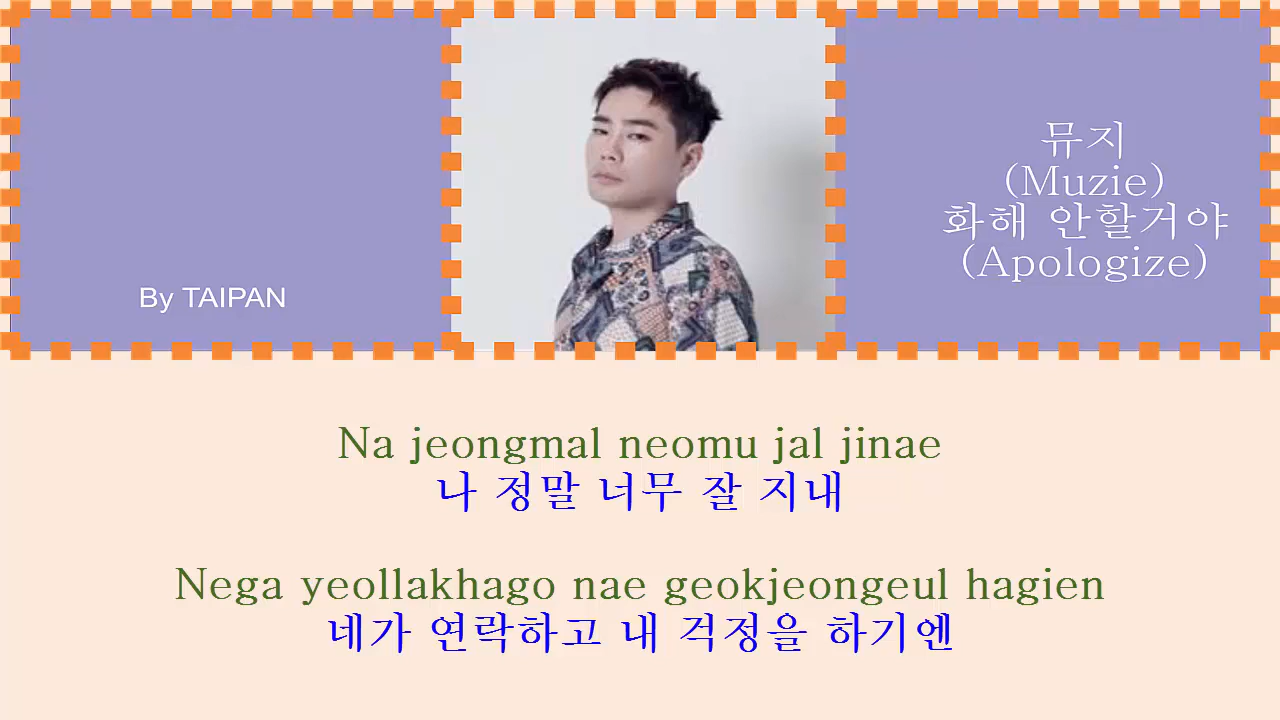 By TAIPAN
뮤지
(Muzie)
화해 안할거야
(Apologize)
Na jeongmal neomu jal jinae
나 정말 너무 잘 지내
Nega yeollakhago nae geokjeongeul hagien
네가 연락하고 내 걱정을 하기엔